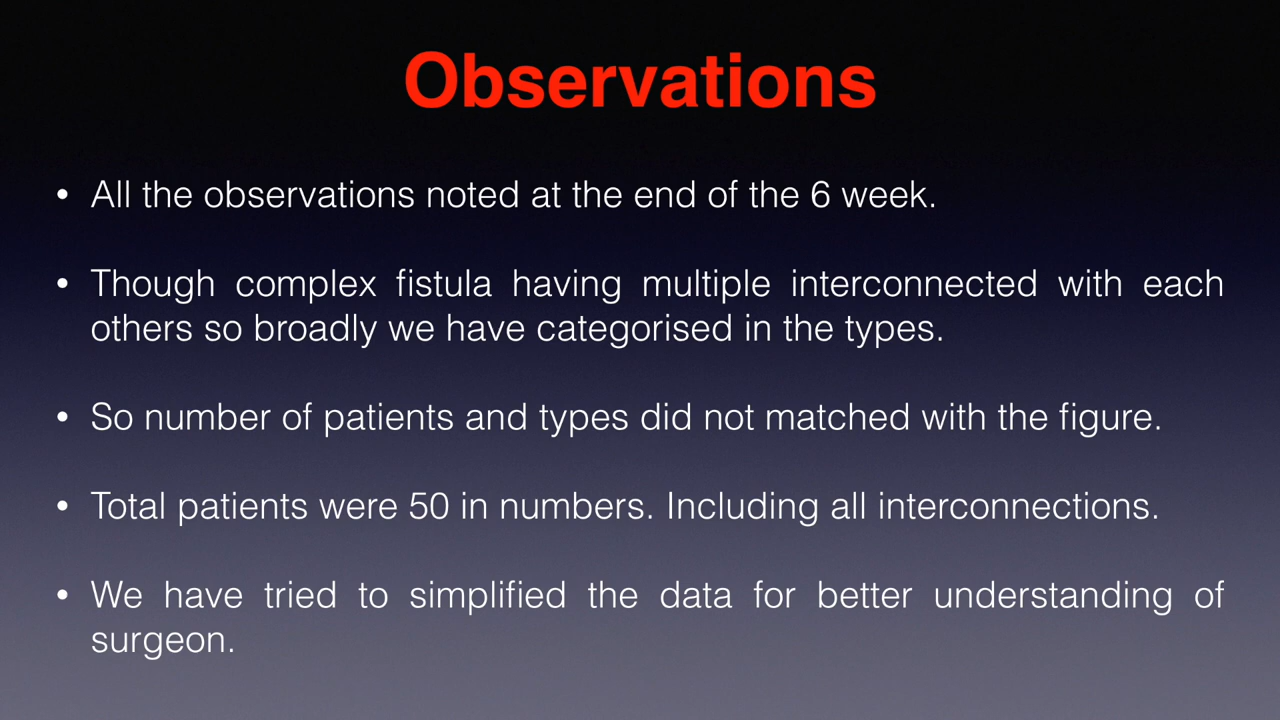 Observations
• All the observations noted at the end of the 6 week.
• Though complex fistula having multiple interconnected with each
others so broadly we have categorised in the types.
• So number of patients and types did not matched with the figure.
• Total patients were 50 in numbers. Including all interconnections.
• We have tried to simplified the data for better understanding of
surgeon.